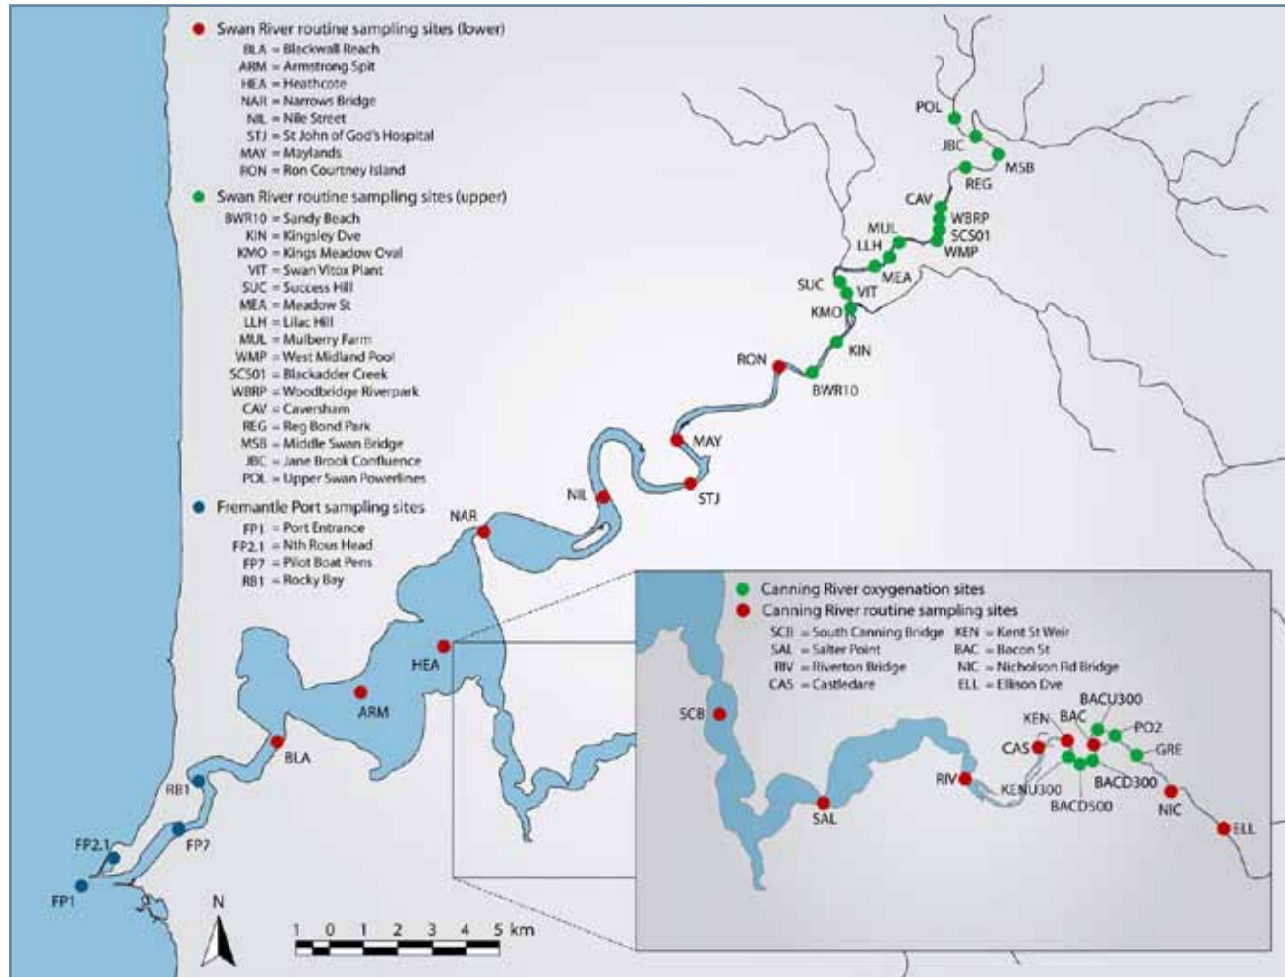 Swan River routine sampling sites (lower)
BLA = Blackwall Reach
ARM = Armstrong Spit
HEA = Heathcote
NAR = Narrows Bridge
NIL = Nile Street
STJ = St John of God's Hospital
MAY = Maylands
RON = Ron Courtney Island
Swan River routine sampling sites (upper)
BWR10 = Sandy Beach
KIN = Kingsley Dve
KMO = Kings Meadow Oval
VIT = Swan Vitox Plant
SUC = Success Hill
MEA = Meadow St
LLH = Lilac Hill
MUL = Mulberry Farm
WMP = West Midland Pool
SCS01 = Blackadder Creek
WBRP = Woodbridge Riverpark
CAV = Caversham
REG = Reg Bond Park
MSB = Middle Swan Bridge
JBC = Jane Brook Confluence
POL = Upper Swan Powerlines
Fremantle Port sampling sites
FP1 = Port Entrance
FP2.1 = Nth Rous Head
FP7 = Pilot Boat Pens
RB1 = Rocky Bay
POL
JBC
MSB
REG
CAV
WBRP
SCS01
WMP
MUL
LLH
MEA
SUC
VIT
KMO
KIN
RON
BWR10
MAY
STJ
NIL
NAR
HEA
ARM
BLA
RB1
FP7
FP2.1
FP1
N
1 0 1 2 3 4 5 km
Canning River oxygenation sites
Canning River routine sampling sites
SCB = South Canning Bridge KEN = Kent St Weir
SAL = Salter Point BAC = Bacon St
RIV = Riverton Bridge NIC = Nicholson Rd Bridge
CAS = Castledare ELL = Ellison Dve
SCB
SAL
RIV
CAS
KEN
BAC
BACU300
PO2
GRE
KENU300
BACD500
BACD300
NIC
ELL